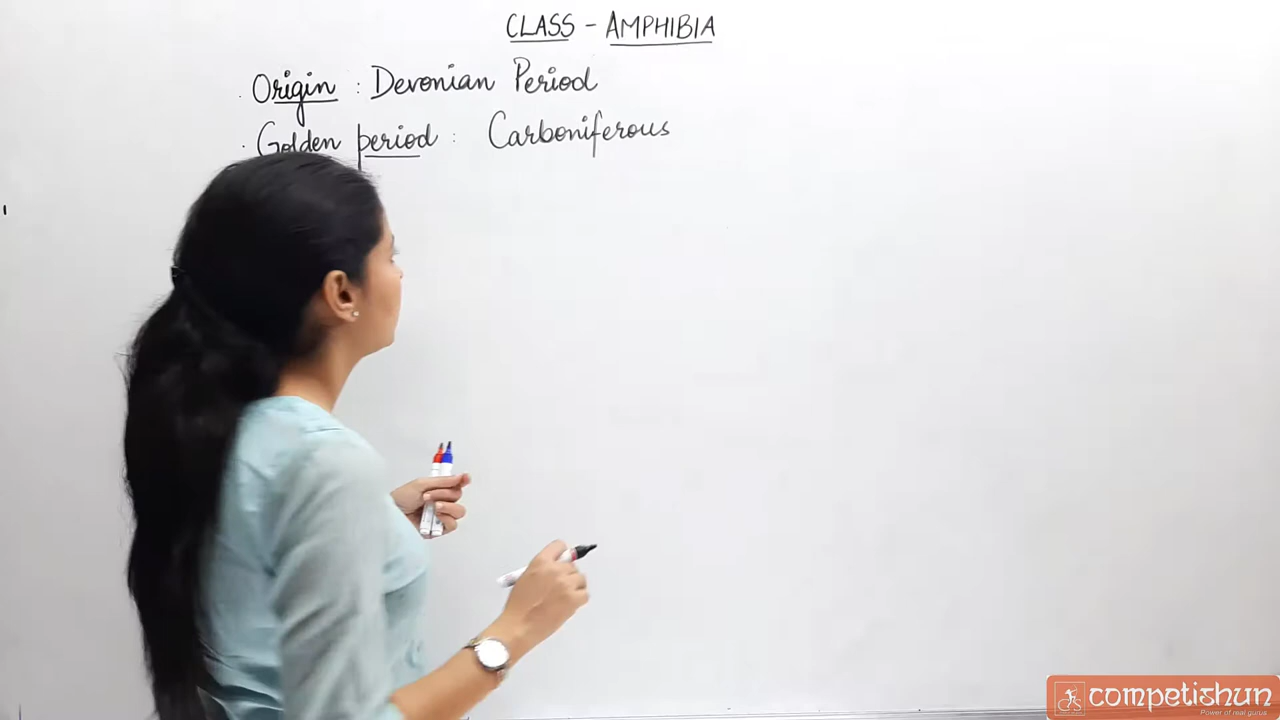 CLASS - AMPHIBIA
. Origin : Devonian Period
. Golden period : Carboniferous
competishun
Power of real gurus